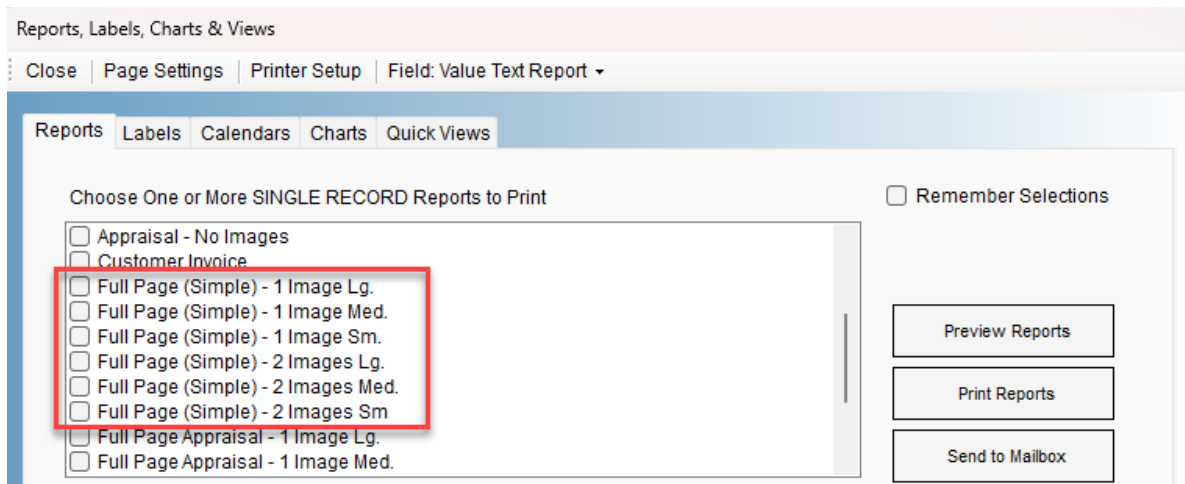 Reports, Labels, Charts & Views
Close Page Settings Printer Setup Field: Value Text Report
Reports Labels Calendars Charts Quick Views
Choose One or More SINGLE RECORD Reports to Print
Remember Selections
Appraisal - No Images
Customer Invoice
Full Page (Simple) - 1 Image Lg.
Full Page (Simple) - 1 Image Med.
Full Page (Simple) - 1 Image Sm.
Full Page (Simple) - 2 Images Lg.
Full Page (Simple) - 2 Images Med.
Full Page (Simple) - 2 Images Sm
Full Page Appraisal - 1 Image Lg.
Full Page Appraisal - 1 Image Med.
Preview Reports
Print Reports
Send to Mailbox